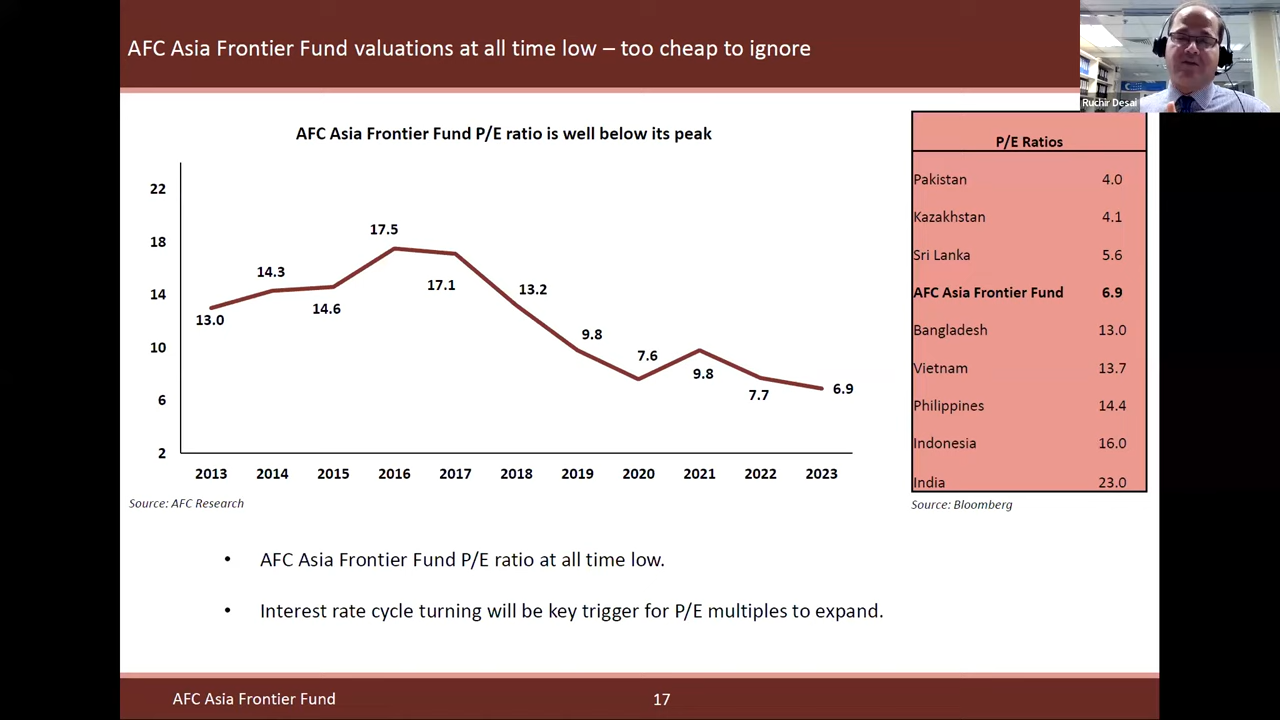 AFC Asia Frontier Fund valuations at all time low – too cheap to ignore
Ruchir Desai
AFC Asia Frontier Fund P/E ratio is well below its peak
22
18
14
10
6
2
13.0
14.3
14.6
17.5
17.1
13.2
9.8
7.6
9.8
7.7
6.9
2013 2014 2015 2016 2017 2018 2019 2020 2021 2022 2023
Source: AFC Research
P/E Ratios
Pakistan 4.0
Kazakhstan 4.1
Sri Lanka 5.6
AFC Asia Frontier Fund 6.9
Bangladesh 13.0
Vietnam 13.7
Philippines 14.4
Indonesia 16.0
India 23.0
Source: Bloomberg
• AFC Asia Frontier Fund P/E ratio at all time low.
• Interest rate cycle turning will be key trigger for P/E multiples to expand.
AFC Asia Frontier Fund 17